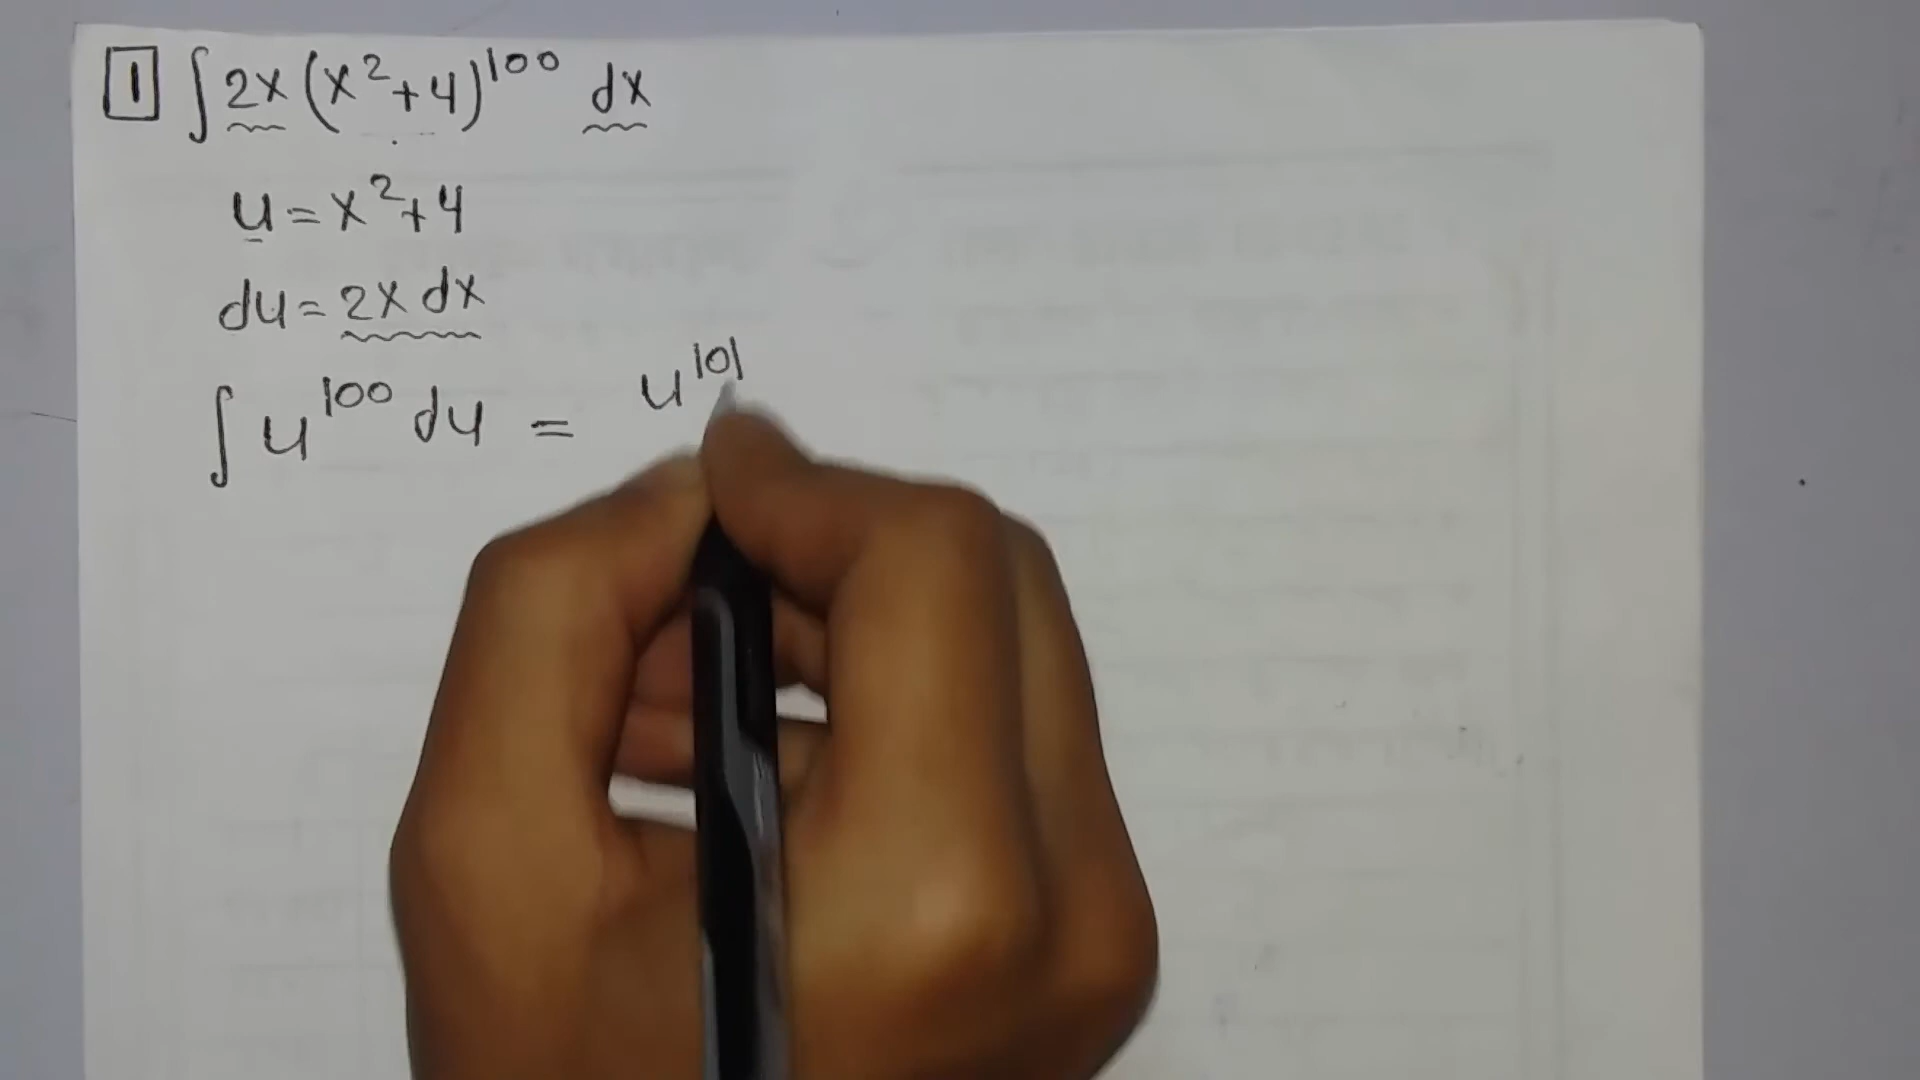 1 ∫ 2x (x²+4)¹⁰⁰ dx
u = x²+4
du = 2x dx
∫ u¹⁰⁰ du = u¹⁰¹